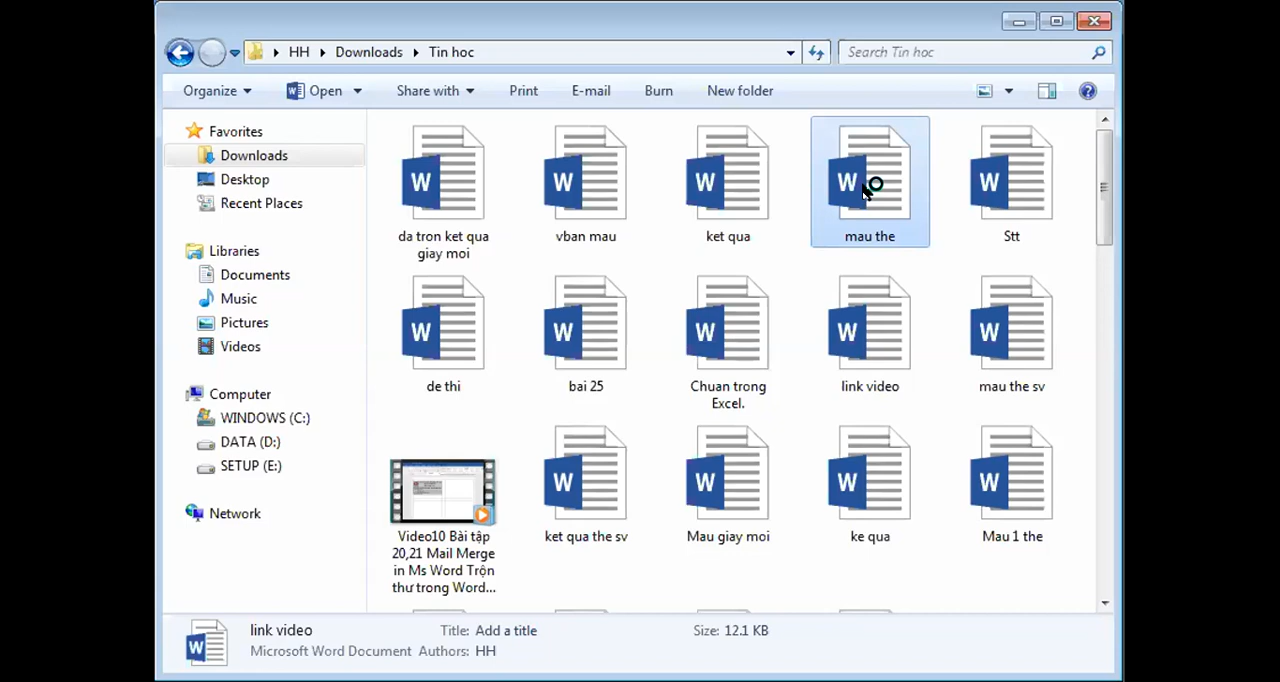 HH Downloads Tin hoc
Search Tin hoc
Organize Open Share with Print E-mail Burn New folder
Favorites
Downloads
Desktop
Recent Places
Libraries
Documents
Music
Pictures
Videos
Computer
WINDOWS (C:)
DATA (D:)
SETUP (E:)
Network
da tron ket qua
giay moi
vban mau
ket qua
mau the
Stt
de thi
bai 25
Chuan trong
Excel.
link video
mau the sv
Video10 Bài tập
20,21 Mail Merge
in Ms Word Trộn
thư trong Word...
ket qua the sv
Mau giay moi
ke qua
Mau 1 the
link video Title: Add a title Size: 12.1 KB
Microsoft Word Document Authors: HH